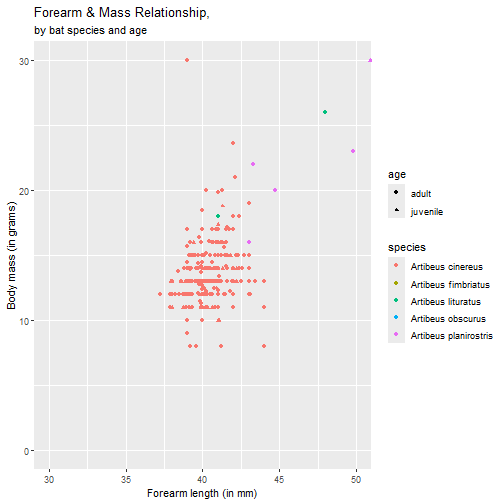 Forearm & Mass Relationship,
by bat species and age
30
20
10
0
30
35
40
45
50
Forearm length (in mm)
Body mass (in grams)
age
adult
juvenile
species
Artibeus cinereus
Artibeus fimbriatus
Artibeus lituratus
Artibeus obscurus
Artibeus planirostris